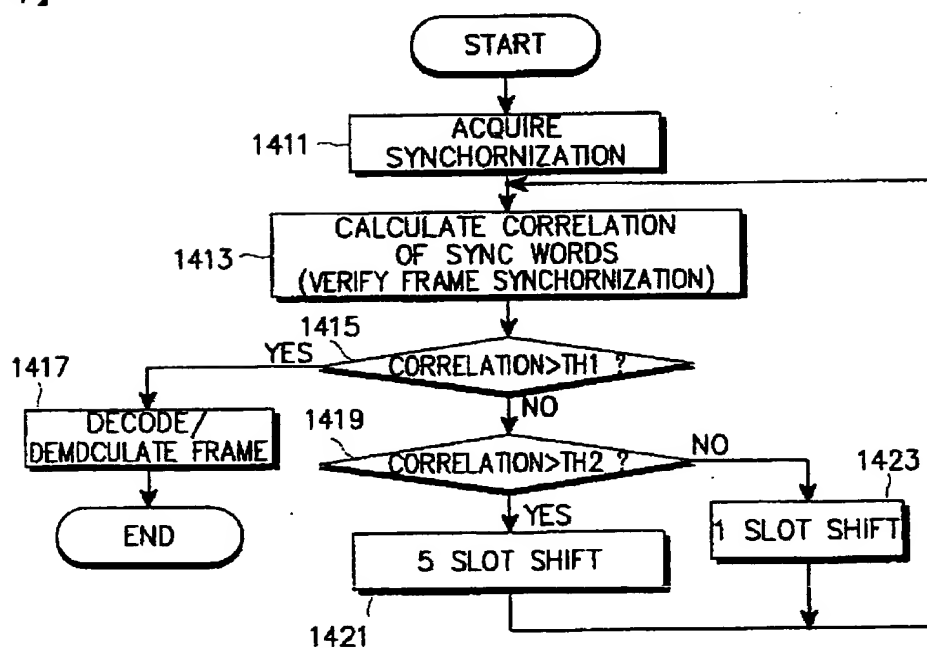 START
1411
ACQUIRE
SYNCHORNIZATION
1413
CALCULATE CORRELATION
OF SYNC WORDS
(VERIFY FRAME SYNCHORNIZATION)
1415
CORRELATION>TH1 ?
YES
NO
1417
DECODE/
DEMDCULATE FRAME
END
1419
CORRELATION>TH2 ?
NO
YES
1423
1 SLOT SHIFT
5 SLOT SHIFT
1421